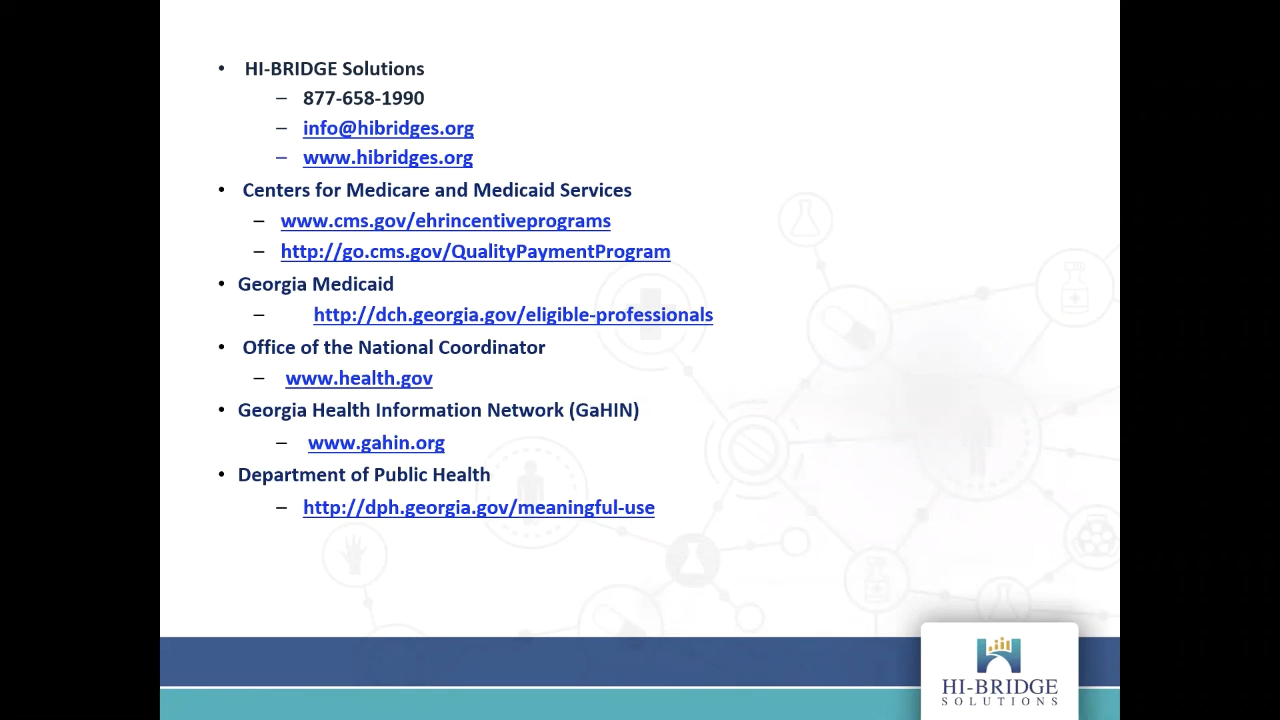 • HI-BRIDGE Solutions
– 877-658-1990
– info@hibridges.org
– www.hibridges.org
• Centers for Medicare and Medicaid Services
– www.cms.gov/ehrincentiveprograms
– http://go.cms.gov/QualityPaymentProgram
• Georgia Medicaid
– http://dch.georgia.gov/eligible-professionals
• Office of the National Coordinator
– www.health.gov
• Georgia Health Information Network (GaHIN)
– www.gahin.org
• Department of Public Health
– http://dph.georgia.gov/meaningful-use
HI-BRIDGE
SOLUTIONS